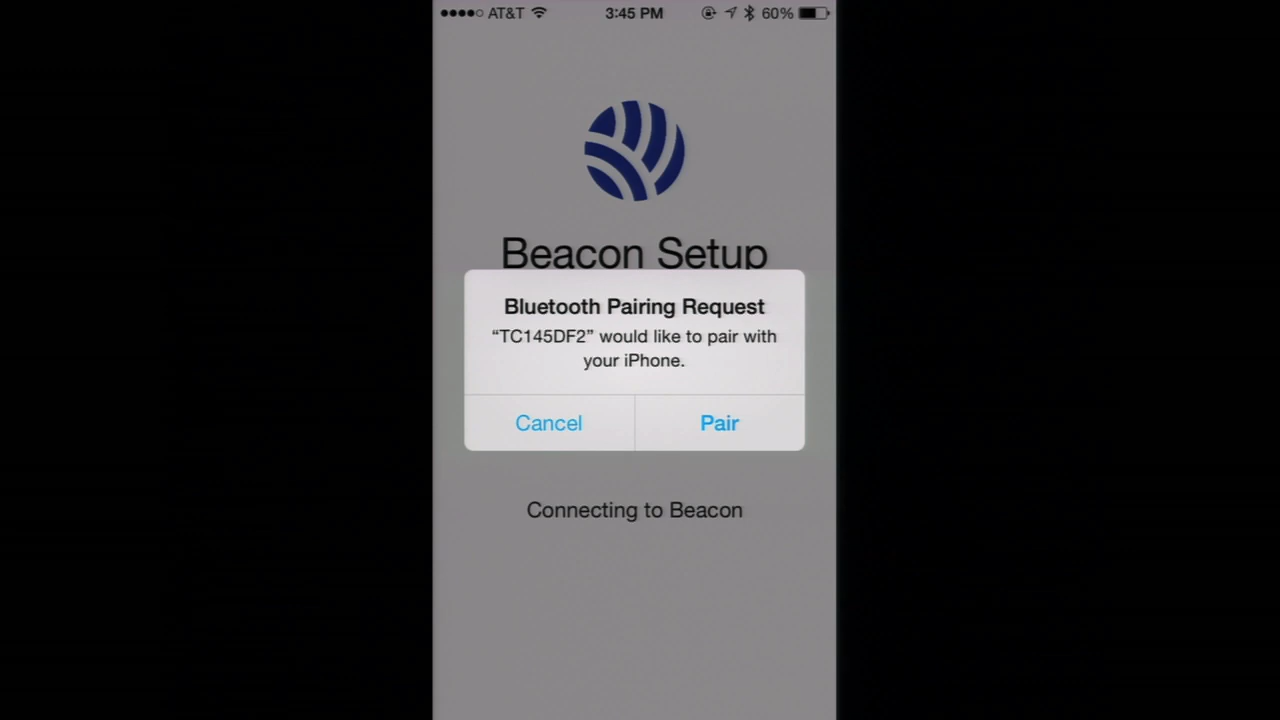 AT&T 3:45 PM 60%
Beacon Setup
Bluetooth Pairing Request
“TC145DF2” would like to pair with
your iPhone.
Cancel Pair
Connecting to Beacon